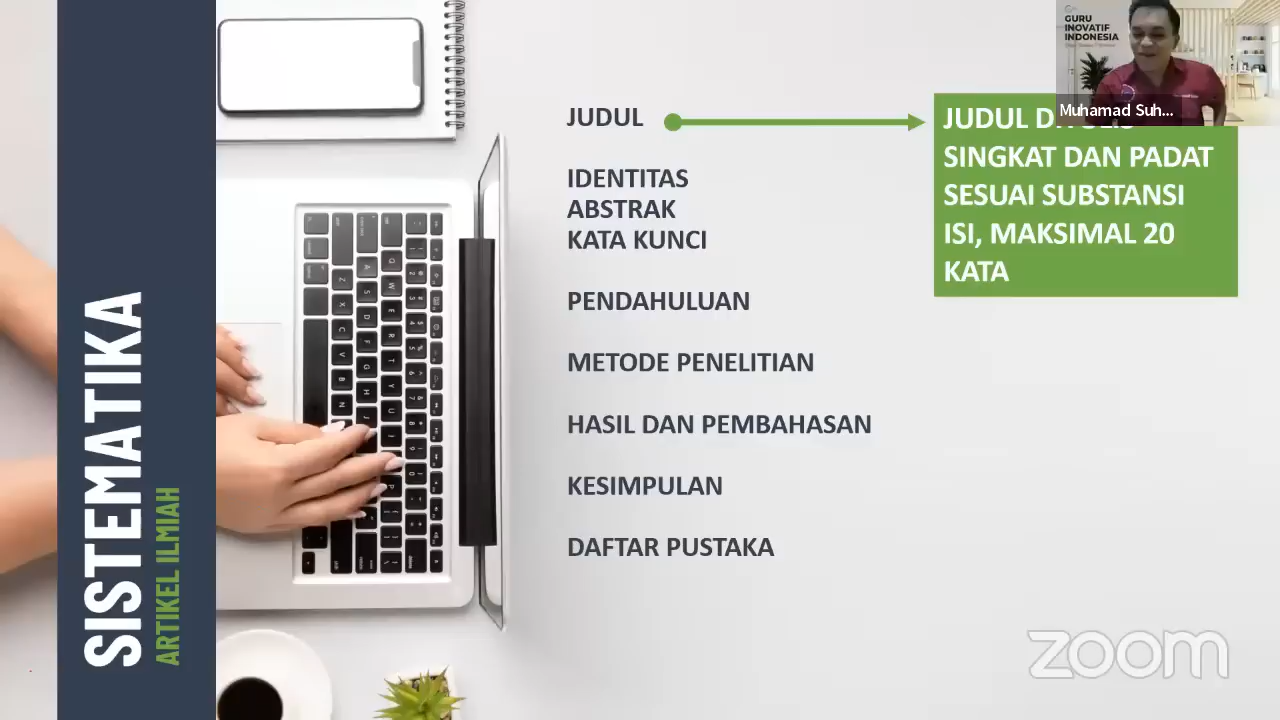 SISTEMATIKA
ARTIKEL ILMIAH
JUDUL
IDENTITAS
ABSTRAK
KATA KUNCI
PENDAHULUAN
METODE PENELITIAN
HASIL DAN PEMBAHASAN
KESIMPULAN
DAFTAR PUSTAKA
JUDUL
SINGKAT DAN PADAT
SESUAI SUBSTANSI
ISI, MAKSIMAL 20
KATA
GURU
INOVATIF
INDONESIA
Muhamad Suh...
zoom